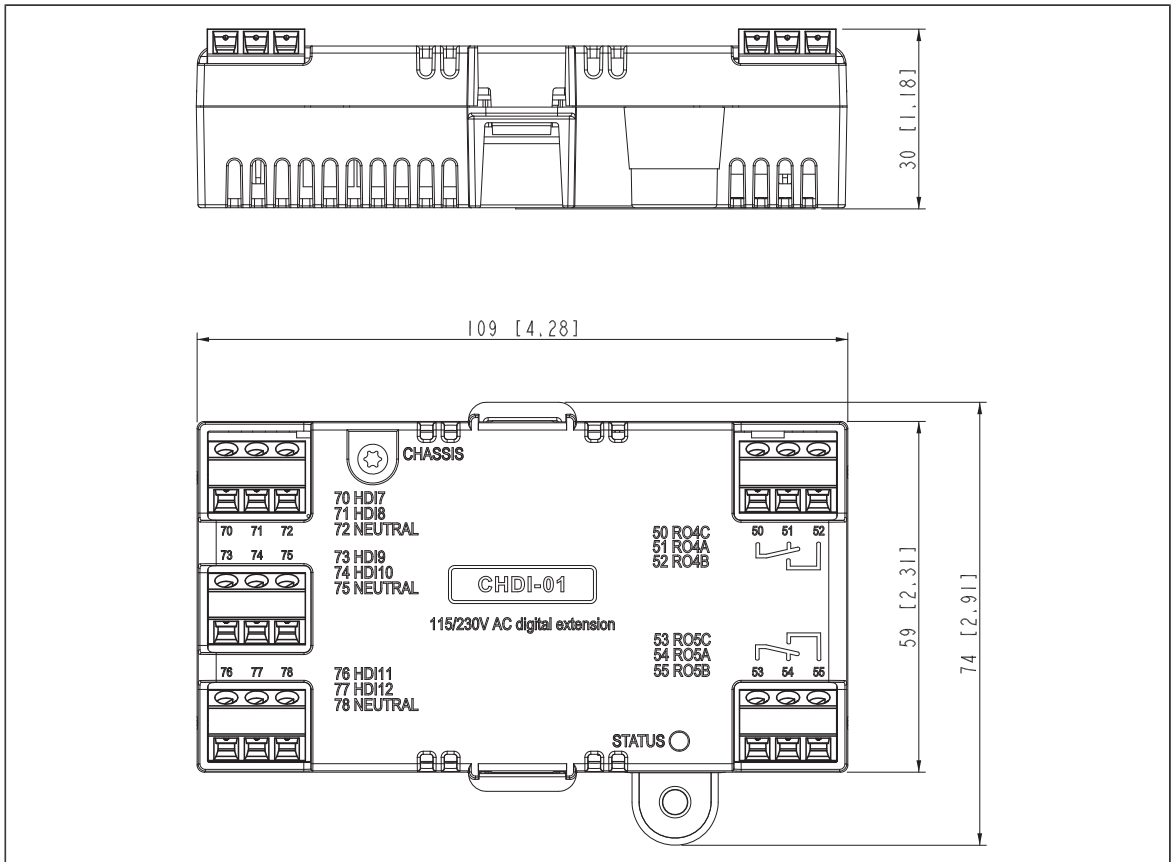 30 [1.18]
109 [4.28]
CHASSIS
70 HDI7
71 HDI8
72 NEUTRAL
70 71 72
73 74 75
73 HDI9
74 HDI10
75 NEUTRAL
50 RO4C
51 RO4A
52 RO4B
50 51 52
CHDI-01
115/230V AC digital extension
53 RO5C
54 RO5A
55 RO5B
53 54 55
76 77 78
76 HDI11
77 HDI12
78 NEUTRAL
STATUS
59 [2.31]
74 [2.91]